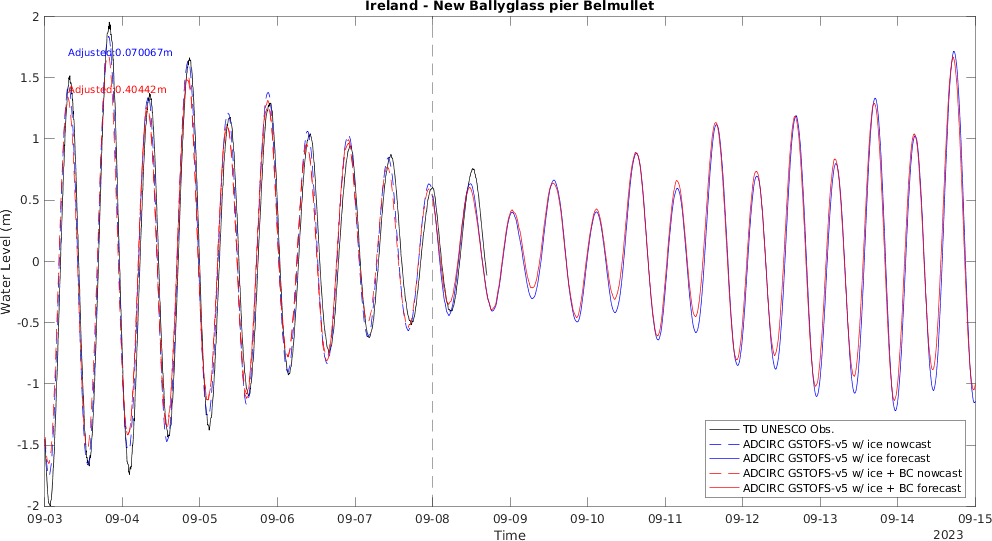 Ireland - New Ballyglass pier Belmullet
2
1.5
1
0.5
0
-0.5
-1
-1.5
-2
Water Level (m)
Adjusted:0.070067m
Adjusted:0.40442m
TD UNESCO Obs.
ADCIRC GSTOFS-v5 w/ ice nowcast
ADCIRC GSTOFS-v5 w/ ice forecast
ADCIRC GSTOFS-v5 w/ ice + BC nowcast
ADCIRC GSTOFS-v5 w/ ice + BC forecast
09-03 09-04 09-05 09-06 09-07 09-08 09-09 09-10 09-11 09-12 09-13 09-14 09-15
Time
2023